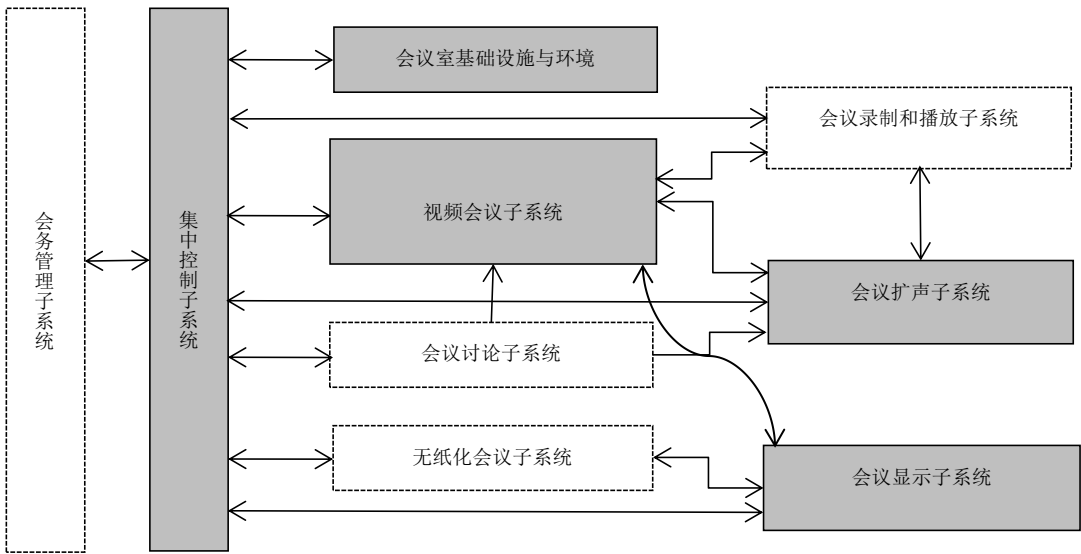 会务管理子系统
集中控制子系统
会议室基础设施与环境
会议录制和播放子系统
视频会议子系统
会议扩声子系统
会议讨论子系统
无纸化会议子系统
会议显示子系统